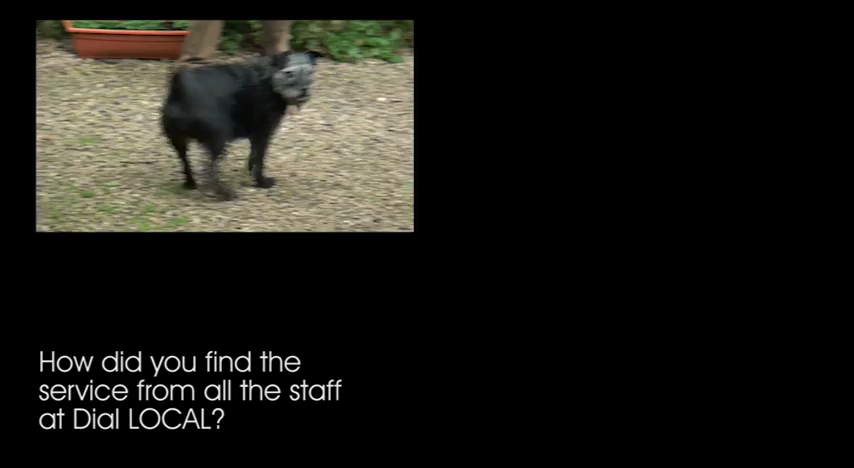 How did you find the
service from all the staff
at Dial LOCAL?